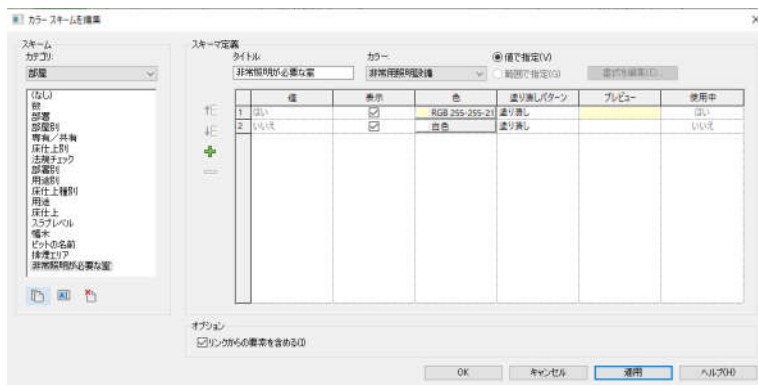 カラー スキームを編集
スキーム
カテゴリ:
部屋
(なし)
数
部署
部屋別
専有/共有
床仕上別
法規チェック
部署別
用途別
床仕上種別
用途
床仕上
スラブレベル
幅木
ピットの名前
排煙エリア
非常照明が必要な室
スキーマ定義
タイトル:
カラー:
値で指定(V)
非常照明が必要な室
非常用照明設備
範囲で指定(G)
書式を編集(E)...
値
表示
色
塗り潰しパターン
プレビュー
使用中
1 はい RGB 255-255-21 塗り潰し はい
2 いいえ 白色 塗り潰し いいえ
オプション
リンクからの要素を含める(I)
OK
キャンセル
適用
ヘルプ(H)